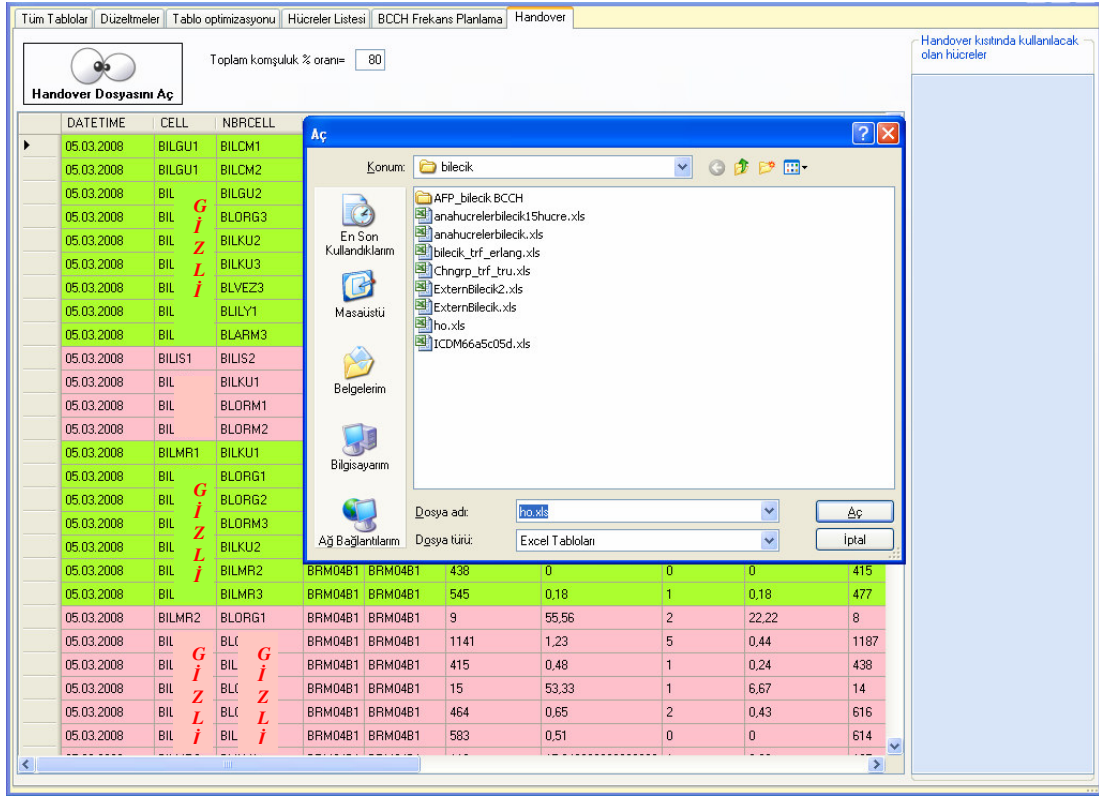 Tüm Tablolar Düzeltmeler Tablo optimizasyonu Hücreler Listesi BCCH Frekans Planlama Handover
Handover Dosyasını Aç
Toplam komşuluk % oranı= 80
Handover kısıtında kullanılacak
olan hücreler
DATETIME CELL NBRCELL
05.03.2008 BILGU1 BILCM1
05.03.2008 BILGU1 BILCM2
05.03.2008 BIL BILGU2
05.03.2008 BIL BLORG3
05.03.2008 BIL BILKU2
05.03.2008 BIL BILKU3
05.03.2008 BIL BLVEZ3
05.03.2008 BIL BLILY1
05.03.2008 BIL BLARM3
GİZLİ
05.03.2008 BILIS1 BILIS2
05.03.2008 BIL BILKU1
05.03.2008 BIL BLORM1
05.03.2008 BIL BLORM2
05.03.2008 BILMR1 BILKU1
05.03.2008 BIL BLORG1
05.03.2008 BIL BLORG2
05.03.2008 BIL BLORM3
05.03.2008 BIL BILKU2
05.03.2008 BIL BILMR2 BRM04B1 BRM04B1 438 0 0 0 415
05.03.2008 BIL BILMR3 BRM04B1 BRM04B1 545 0,18 1 0,18 477
GİZLİ
05.03.2008 BILMR2 BLORG1 BRM04B1 BRM04B1 9 55,56 2 22,22 8
05.03.2008 BIL BLO BRM04B1 BRM04B1 1141 1,23 5 0,44 1187
05.03.2008 BIL BIL BRM04B1 BRM04B1 415 0,48 1 0,24 438
05.03.2008 BIL BLO BRM04B1 BRM04B1 15 53,33 1 6,67 14
05.03.2008 BIL BLO BRM04B1 BRM04B1 464 0,65 2 0,43 616
05.03.2008 BIL BIL BRM04B1 BRM04B1 583 0,51 0 0 614
GİZLİ GİZLİ
Aç
Konum: bilecik
En Son
Kullandıklarım
Masaüstü
Belgelerim
Bilgisayarım
Ağ Bağlantılarım
AFP_bilecik BCCH
anahucrelerbilecik15hucre.xls
anahucrelerbilecik.xls
bilecik_trf_erlang.xls
Chngrp_trf_tru.xls
ExternBilecik2.xls
ExternBilecik.xls
ho.xls
ICDM66a5c05d.xls
Dosya adı: ho.xls Aç
Dosya türü: Excel Tabloları İptal